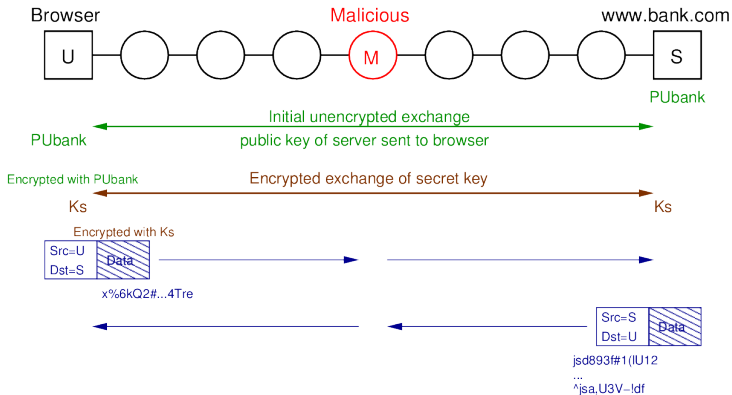 Browser
Malicious
www.bank.com
U
M
S
PUbank
Initial unencrypted exchange
PUbank
public key of server sent to browser
Encrypted with PUbank
Encrypted exchange of secret key
Ks
Ks
Encrypted with Ks
Src=U
Dst=S
Data
x%6kQ2#...4Tre
Src=S
Dst=U
Data
jsd893f#1(IU12
...
^jsa,U3V−!df